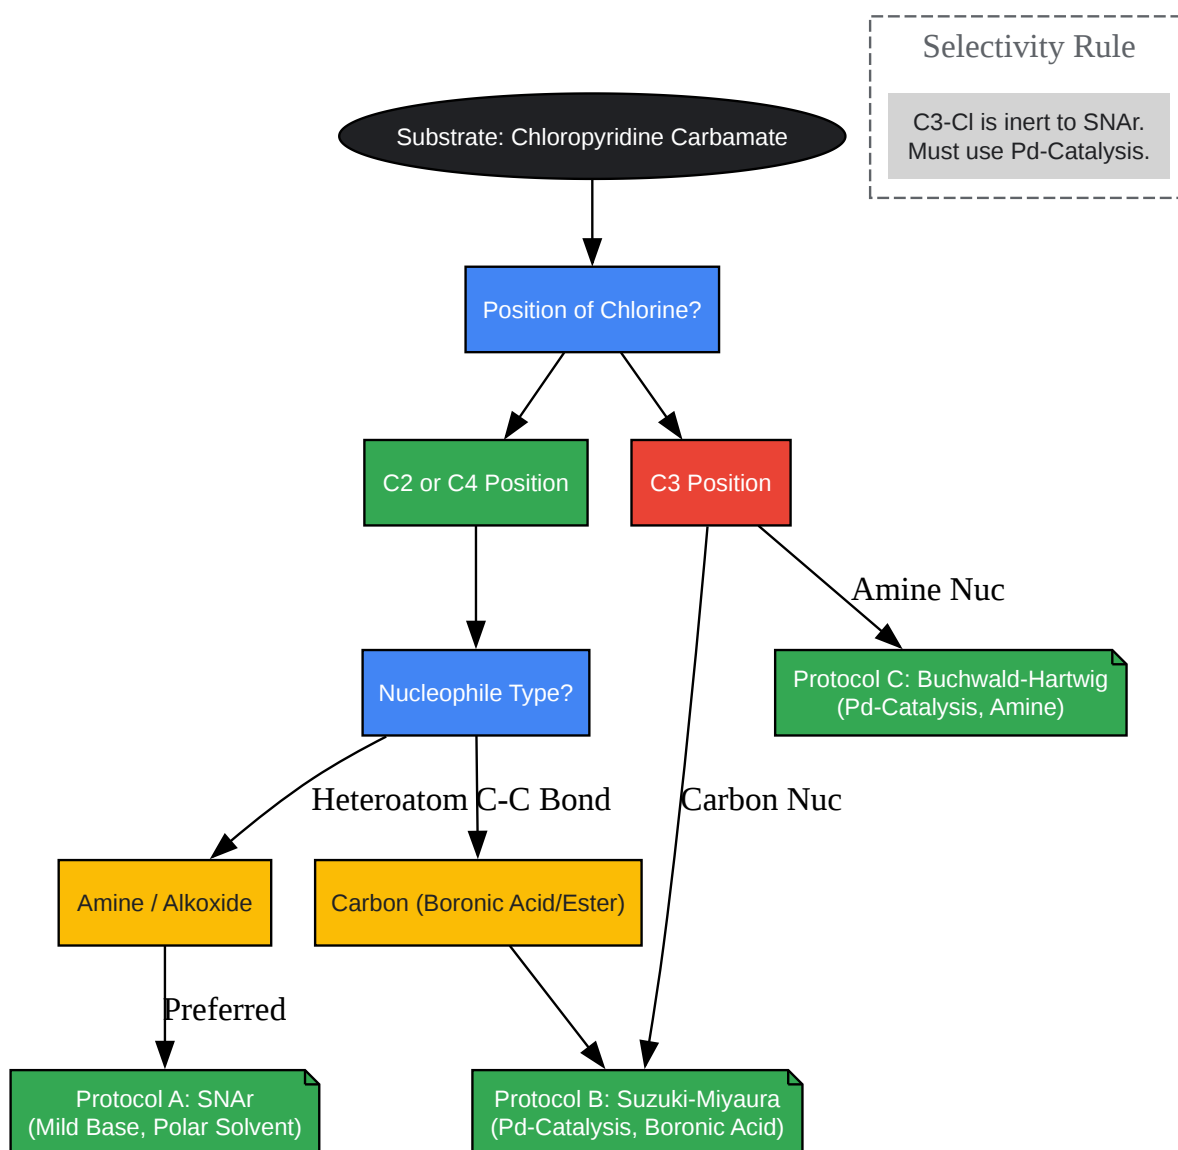 Selectivity Rule
C3-Cl is inert to SNAr.
Must use Pd-Catalysis.
Substrate: Chloropyridine Carbamate
Position of Chlorine?
C2 or C4 Position
C3 Position
Amine Nuc
Nucleophile Type?
Protocol C: Buchwald-Hartwig
(Pd-Catalysis, Amine)
Heteroatom
C-C Bond
Carbon Nuc
Amine / Alkoxide
Carbon (Boronic Acid/Ester)
Preferred
Protocol A: SNAr
(Mild Base, Polar Solvent)
Protocol B: Suzuki-Miyaura
(Pd-Catalysis, Boronic Acid)